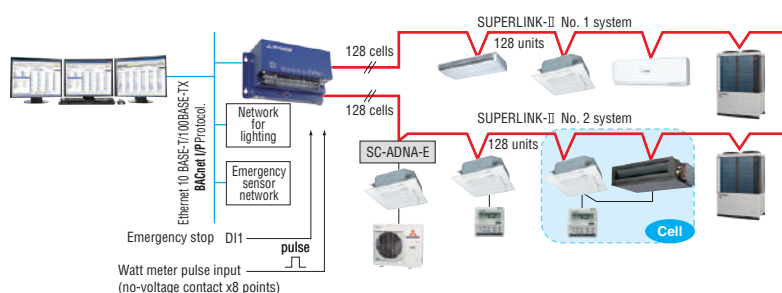 SUPERLINK-II No. 1 system
128 cells
128 units
128 cells
SUPERLINK-II No. 2 system
128 units
Ethernet 10 BASE-T/100BASE-TX
BACnet I/PProtocol.
Network
for
lighting
Emergency
sensor
network
SC-ADNA-E
Cell
Emergency stop DI1
pulse
Watt meter pulse input
(no-voltage contact x8 points)